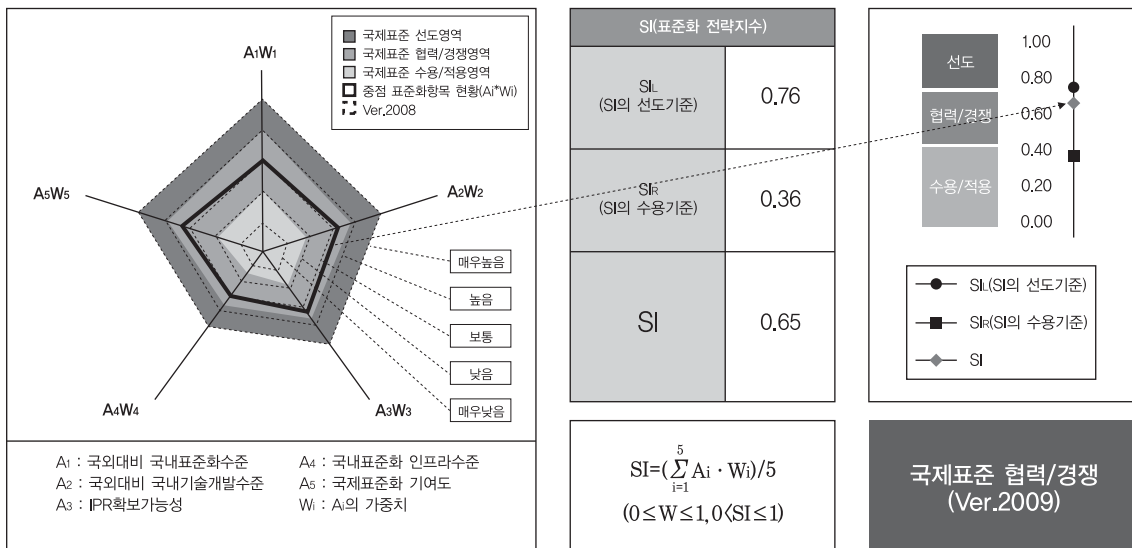 A₁W₁
A₂W₂
A₃W₃
A₄W₄
A₅W₅
국제표준 선도영역
국제표준 협력/경쟁영역
국제표준 수용/적용영역
중점 표준화항목 현황(Ai*Wi)
Ver.2008
매우높음
높음
보통
낮음
매우낮음
A₁ : 국외대비 국내표준화수준
A₂ : 국외대비 국내기술개발수준
A₃ : IPR확보가능성
A₄ : 국내표준화 인프라수준
A₅ : 국제표준화 기여도
Wᵢ : Aᵢ의 가중치
SI(표준화 전략지수)
SIL
(SI의 선도기준)
0.76
SIR
(SI의 수용기준)
0.36
SI
0.65
SI=(∑Ai · Wi)/5
5
i=1
(0≤W≤1, 0<SI≤1)
선도
협력/경쟁
수용/적용
1.00
0.80
0.60
0.40
0.20
0.00
SIL(SI의 선도기준)
SIR(SI의 수용기준)
SI
국제표준 협력/경쟁
(Ver.2009)